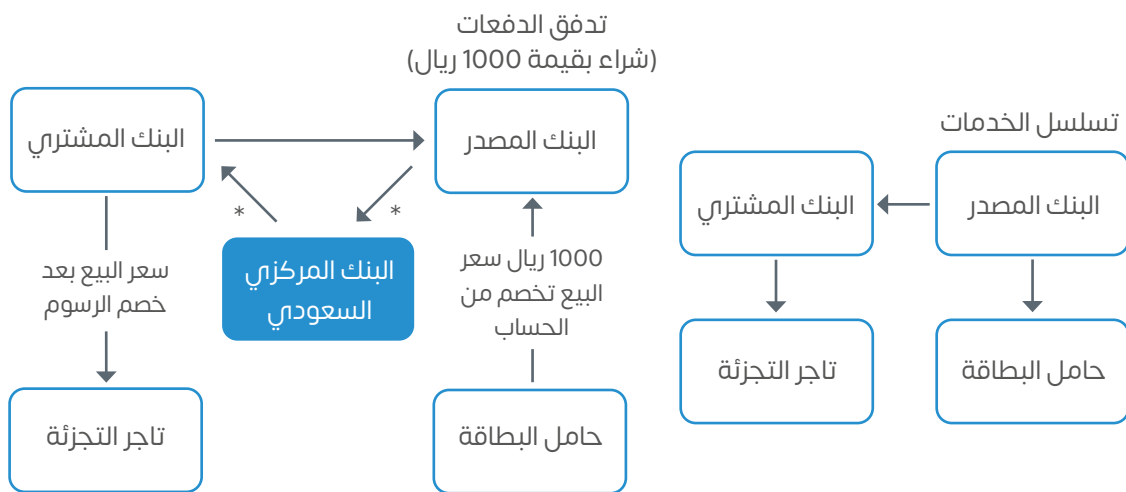 تدفق الدفعات
(شراء بقيمة 1000 ريال)
تسلسل الخدمات
البنك المصدر
البنك المشتري
حامل البطاقة
تاجر التجزئة
البنك المصدر
البنك المشتري
*
*
البنك المركزي
السعودي
1000 ريال سعر
البيع تخصم من
الحساب
سعر البيع بعد
خصم الرسوم
حامل البطاقة
تاجر التجزئة